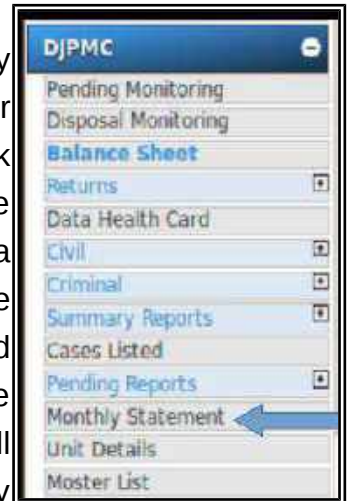 DJPMC
Pending Monitoring
Disposal Monitoring
Balance Sheet
Returns
Data Health Card
Civil
Criminal
Summary Reports
Cases Listed
Pending Reports
Monthly Statement
Unit Details
Moster List
y
r
k
e
a
e
d
e
ll
y